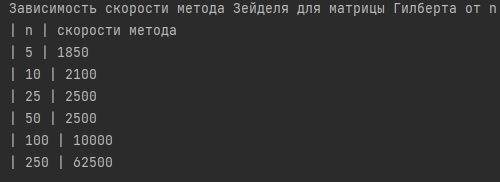 Зависимость скорости метода Зейделя для матрицы Гилберта от n
| n | скорости метода
| 5 | 1850
| 10 | 2100
| 25 | 2500
| 50 | 2500
| 100 | 10000
| 250 | 62500